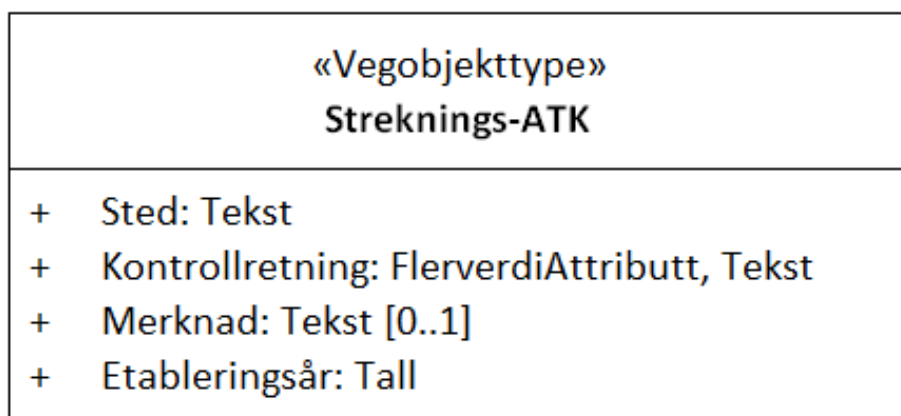 «Vegobjekttype»
Streknings-ATK
+ Sted: Tekst
+ Kontrollretning: FlerverdiAttributt, Tekst
+ Merknad: Tekst [0..1]
+ Etableringsår: Tall